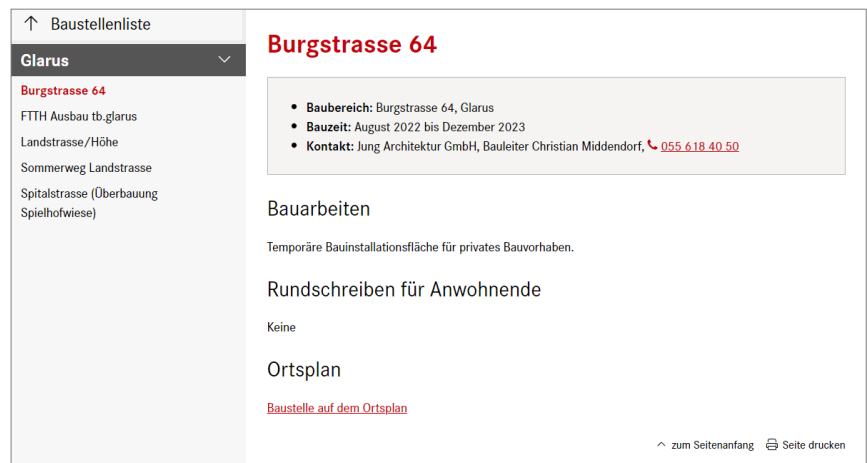 Baustellenliste
Glarus
Burgstrasse 64
FTTH Ausbau tb.glarus
Landstrasse/Höhe
Sommerweg Landstrasse
Spitalstrasse (Überbauung
Spielhofwiese)
Burgstrasse 64
• Baubereich: Burgstrasse 64, Glarus
• Bauzeit: August 2022 bis Dezember 2023
• Kontakt: Jung Architektur GmbH, Bauleiter Christian Middendorf, 055 618 40 50
Bauarbeiten
Temporäre Bauinstallationsfläche für privates Bauvorhaben.
Rundschreiben für Anwohnende
Keine
Ortsplan
Baustelle auf dem Ortsplan
zum Seitenanfang Seite drucken